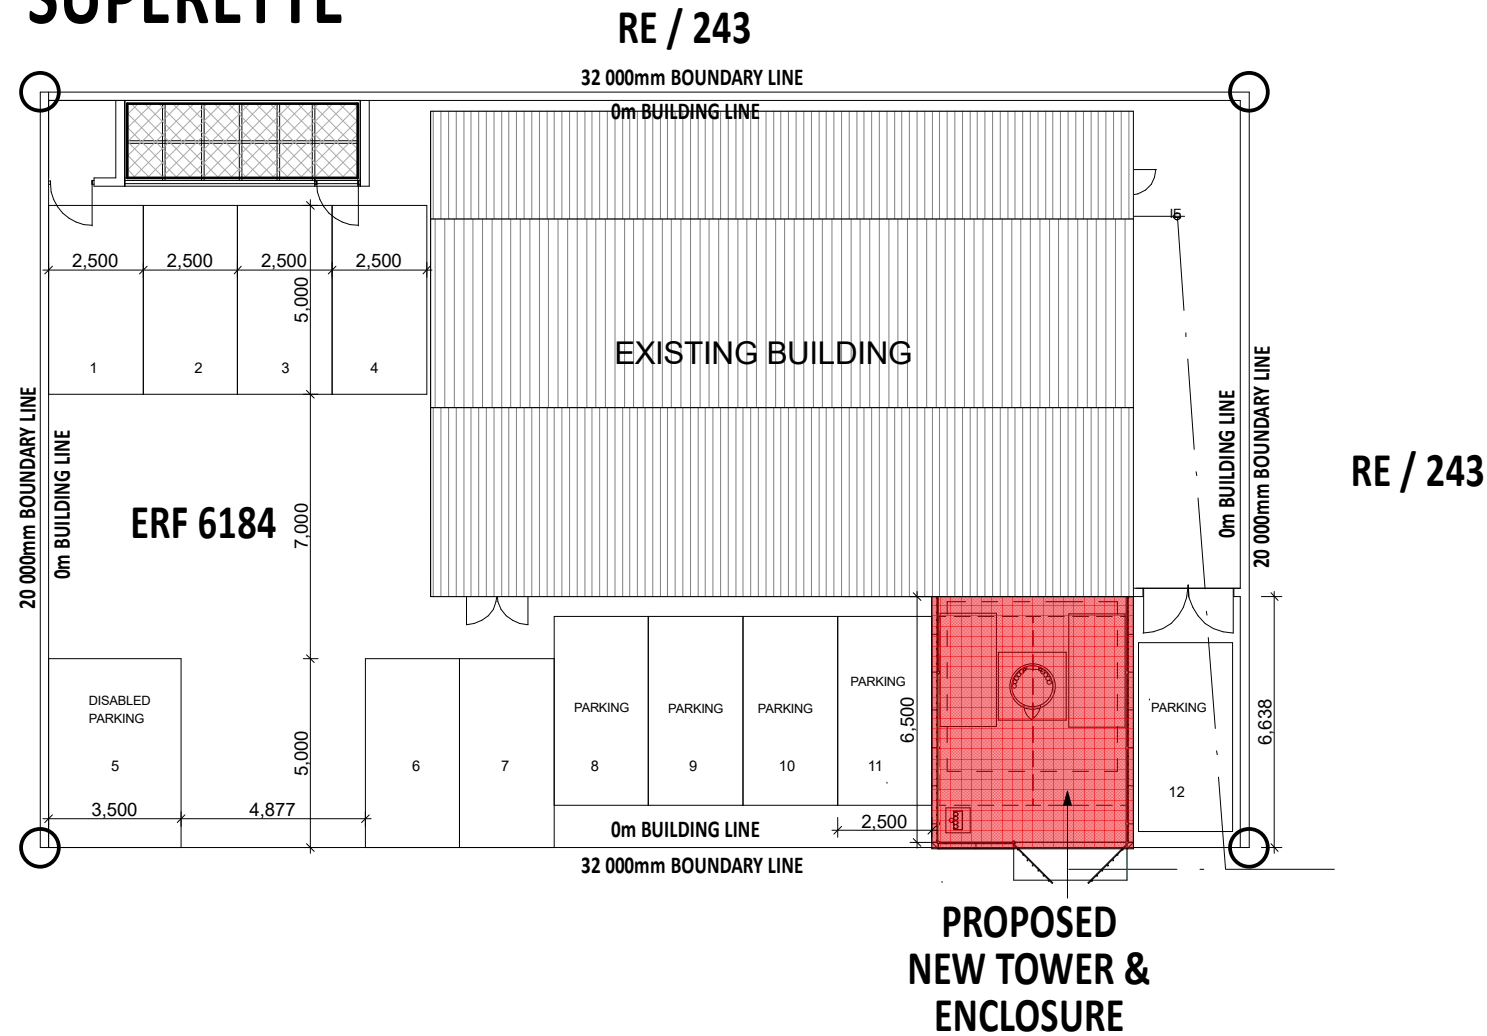 SUPERETTE
RE / 243
32 000mm BOUNDARY LINE
0m BUILDING LINE
2,500
2,500
2,500
2,500
5,000
1
2
3
4
EXISTING BUILDING
20 000mm BOUNDARY LINE
0m BUILDING LINE
ERF 6184
7,000
0m BUILDING LINE
20 000mm BOUNDARY LINE
RE / 243
DISABLED
PARKING
5
3,500
4,877
5,000
6
7
PARKING
8
PARKING
9
PARKING
10
PARKING
11
6,500
2,500
PARKING
12
6,638
0m BUILDING LINE
32 000mm BOUNDARY LINE
PROPOSED
NEW TOWER &
ENCLOSURE